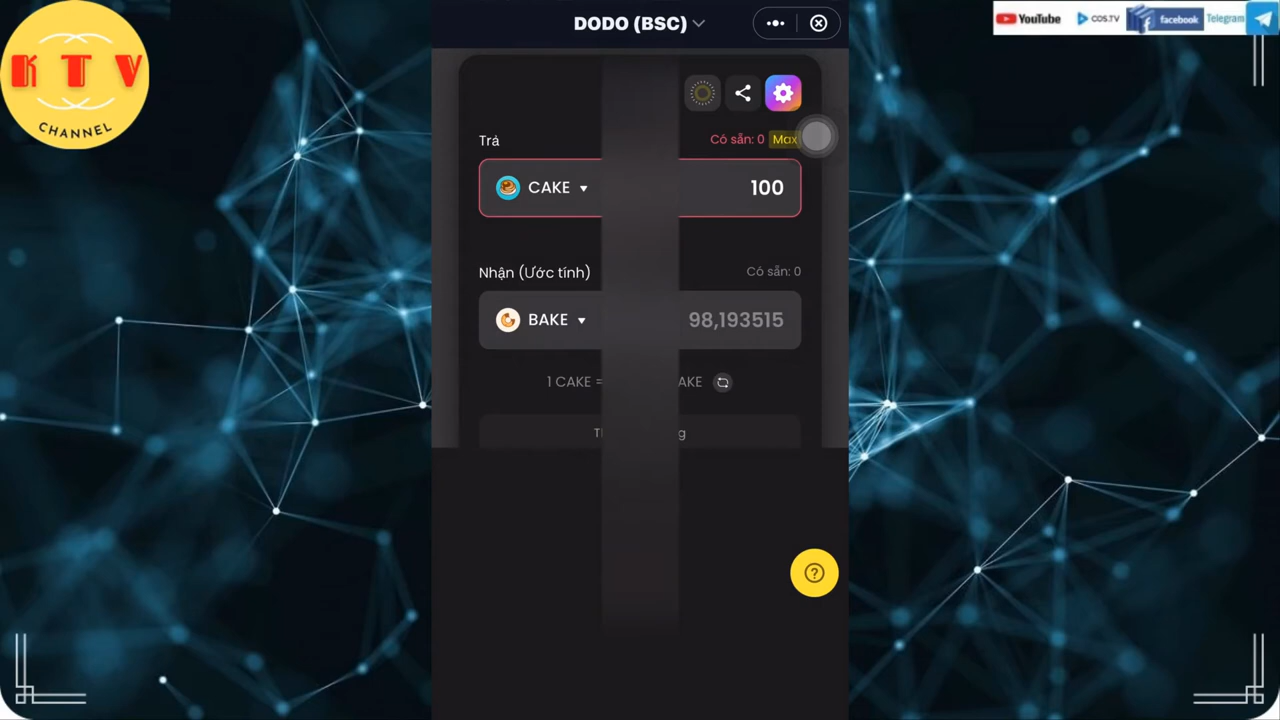 K T V
CHANNEL
DODO (BSC)
YouTube
COS.TV
facebook
Telegram
Trả
Có sẵn: 0 Max
CAKE
100
Nhận (Ước tính)
Có sẵn: 0
BAKE
98,193515
1 CAKE =